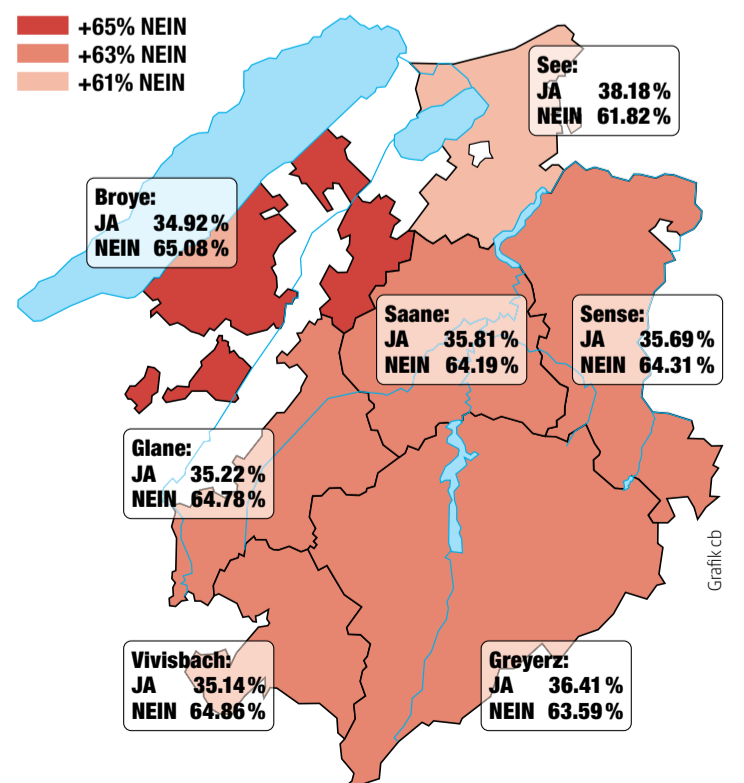 +65% NEIN
+63% NEIN
+61% NEIN
See:
JA 38.18%
NEIN 61.82%
Broye:
JA 34.92%
NEIN 65.08%
Saane:
JA 35.81%
NEIN 64.19%
Sense:
JA 35.69%
NEIN 64.31%
Glane:
JA 35.22%
NEIN 64.78%
Vivisbach:
JA 35.14%
NEIN 64.86%
Greyerz:
JA 36.41%
NEIN 63.59%
Grafik cb